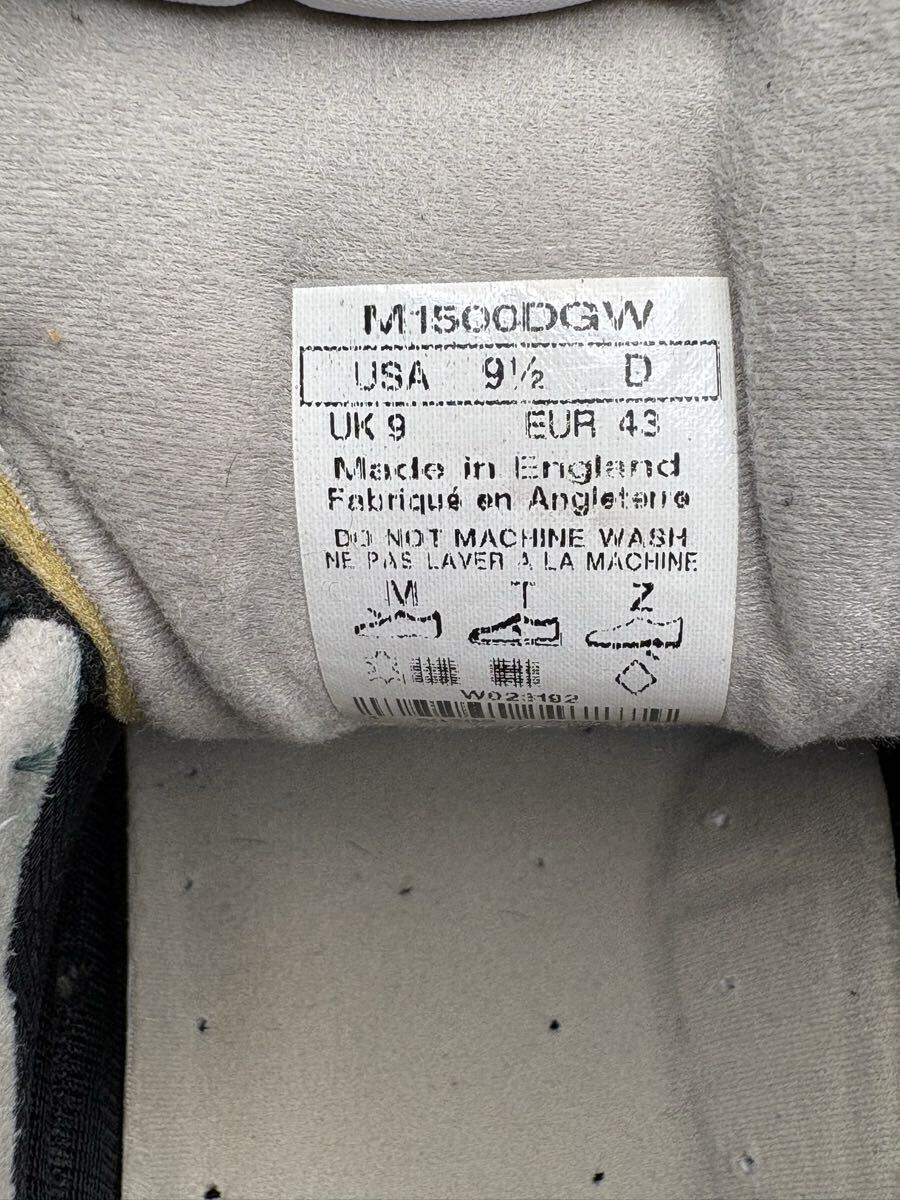 M1500DGW
USA 9½ D
UK 9 EUR 43
Made in England
Fabriqué en Angleterre
DO NOT MACHINE WASH
NE PAS LAVER A LA MACHINE
M T Z
W023192